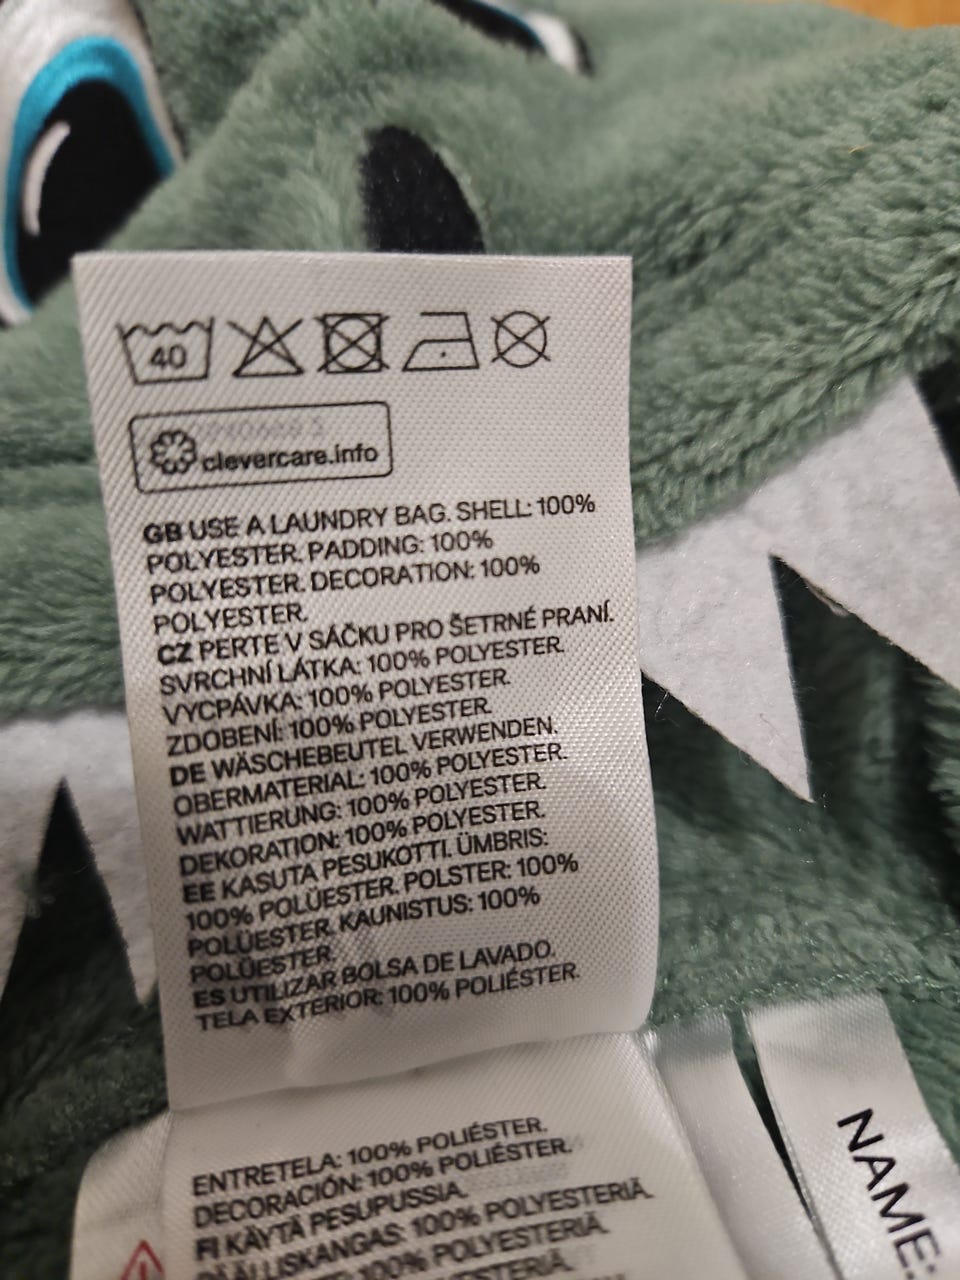 40
clevercare.info
GB USE A LAUNDRY BAG. SHELL: 100%
POLYESTER. PADDING: 100%
POLYESTER. DECORATION: 100%
POLYESTER.
CZ PERTE V SÁČKU PRO ŠETRNÉ PRANÍ.
SVRCHNÍ LÁTKA: 100% POLYESTER.
VYCPÁVKA: 100% POLYESTER.
ZDOBENÍ: 100% POLYESTER.
DE WÄSCHEBEUTEL VERWENDEN.
OBERMATERIAL: 100% POLYESTER.
WATTIERUNG: 100% POLYESTER.
DEKORATION: 100% POLYESTER.
EE KASUTA PESUKOTTI. ÜMBRIS:
100% POLÜESTER. POLSTER: 100%
POLÜESTER. KAUNISTUS: 100%
POLÜESTER.
ES UTILIZAR BOLSA DE LAVADO.
TELA EXTERIOR: 100% POLIÉSTER.
ENTRETELA: 100% POLIÉSTER.
DECORACIÓN: 100% POLIÉSTER.
FI KÄYTÄ PESUPUSSIA.
PÄÄLLISKANGAS: 100% POLYESTERIÄ.
100% POLYESTERIÄ.
NAME: